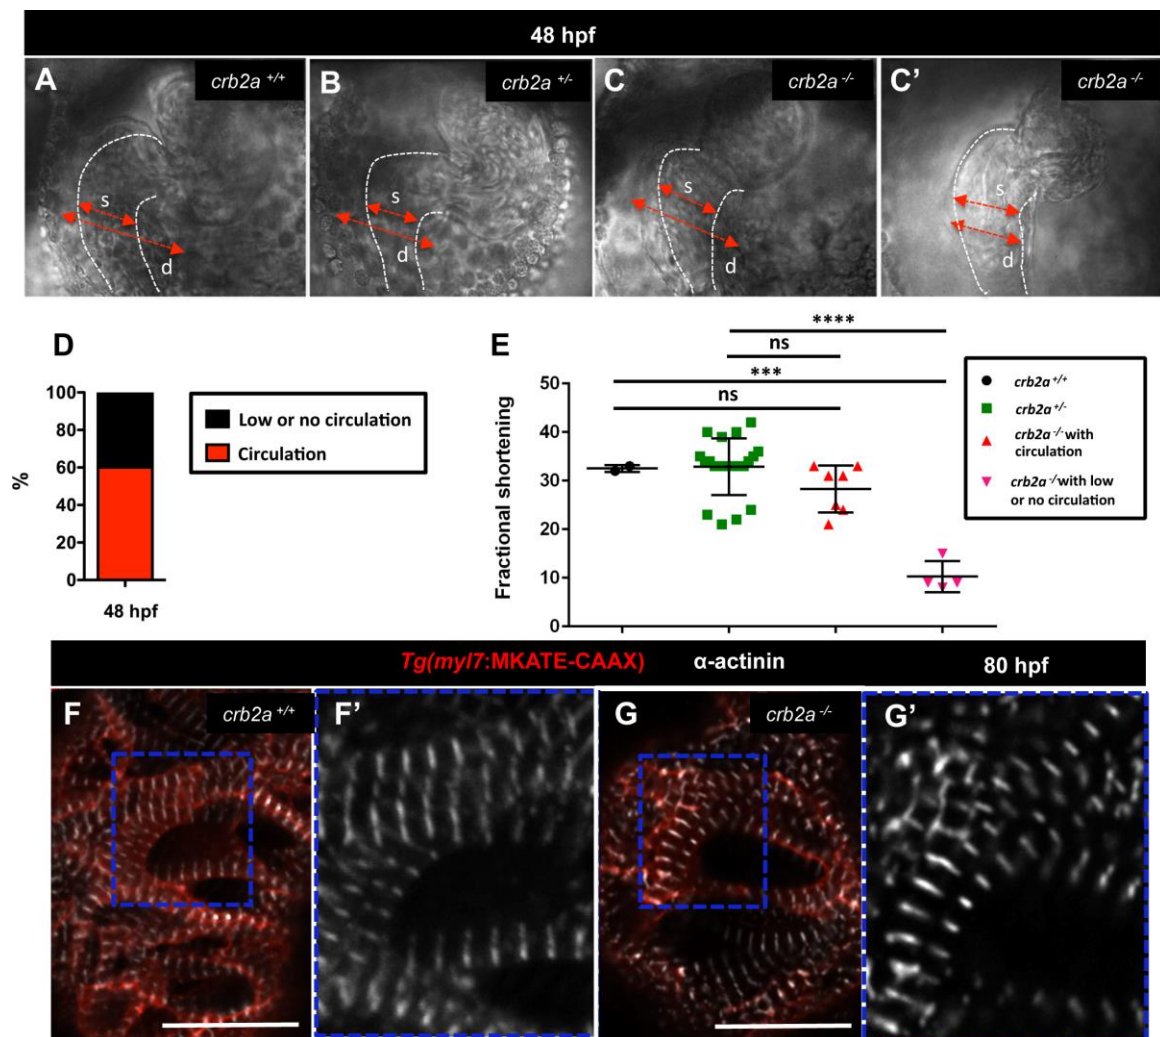 48 hpf
A crb2a +/+
B crb2a +/-
C crb2a -/-
C' crb2a -/-
s
d
s
d
s
d
s
d
D
100
80
60
40
20
0
%
48 hpf
Low or no circulation
Circulation
E
****
ns
***
ns
50
40
30
20
10
0
Fractional shortening
crb2a +/+
crb2a +/-
crb2a -/- with
circulation
crb2a -/- with low
or no circulation
Tg(myl7:MKATE-CAAX) α-actinin 80 hpf
F crb2a +/+
F'
G crb2a -/-
G'